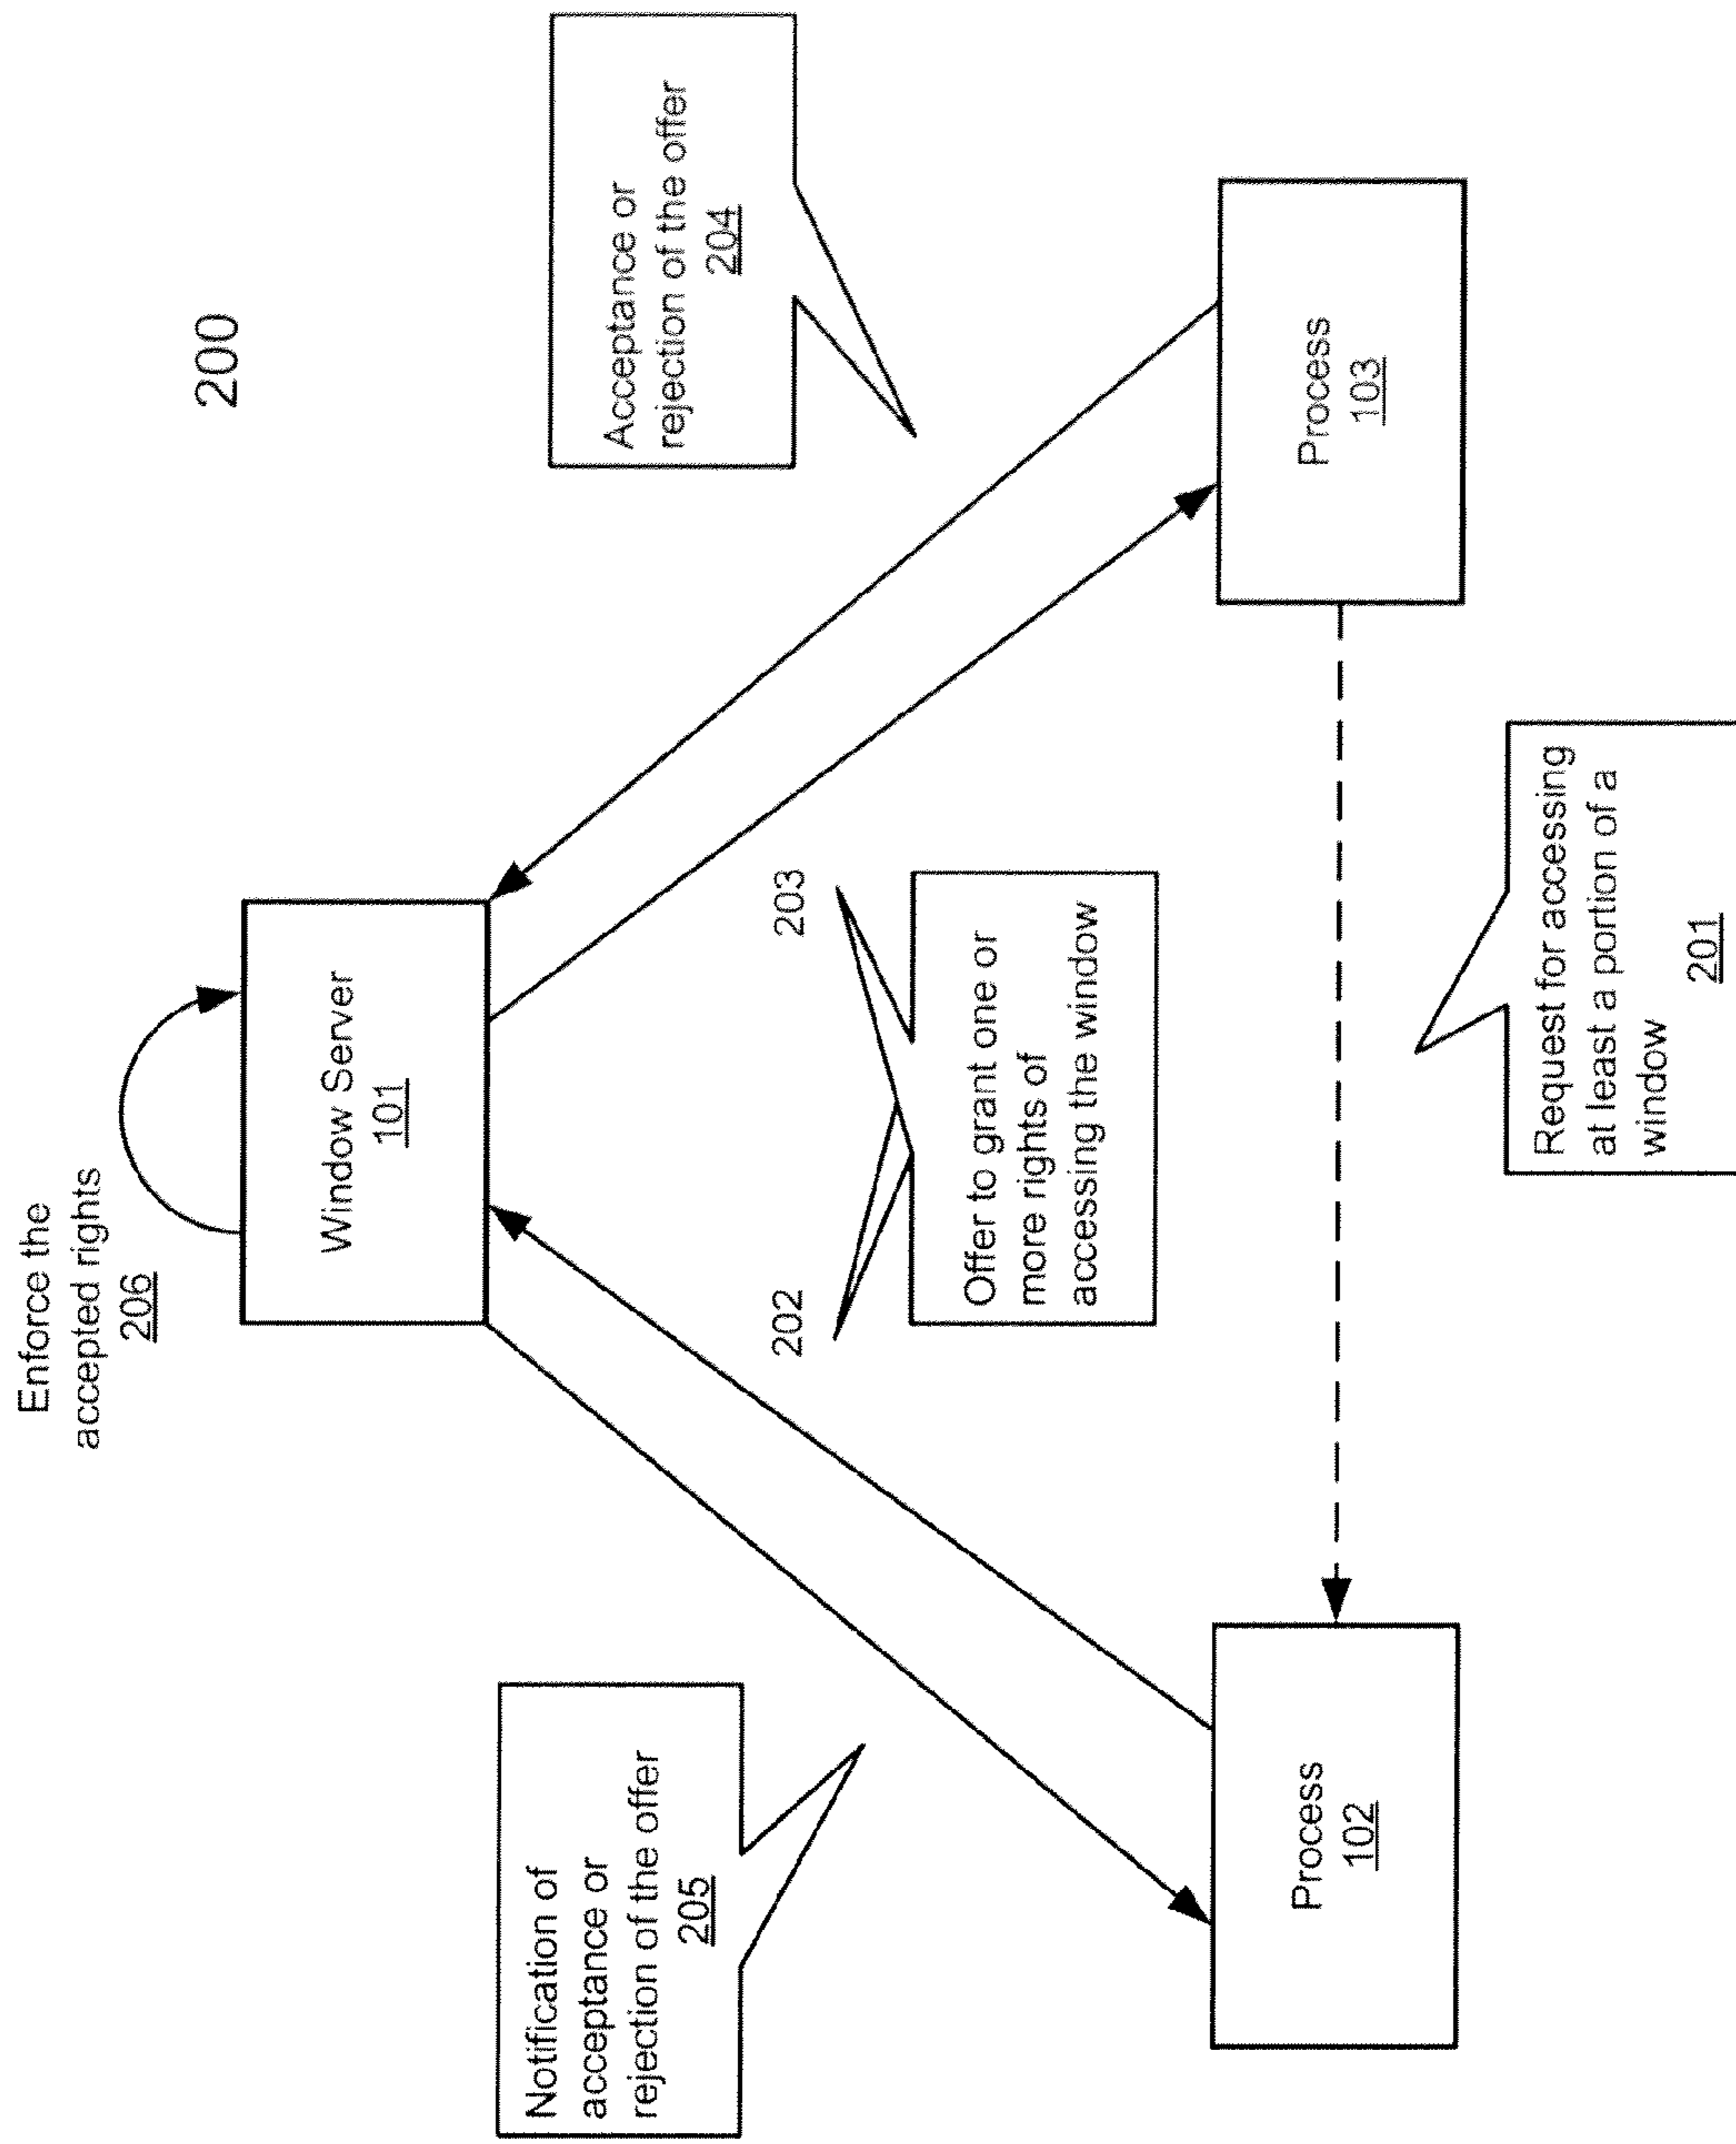 200
Enforce the
accepted rights
206
Window Server
101
Notification of
acceptance or
rejection of the offer
205
Acceptance or
rejection of the offer
204
202
203
Offer to grant one or
more rights of
accessing the window
Process
102
Process
103
Request for accessing
at least a portion of a
window
201